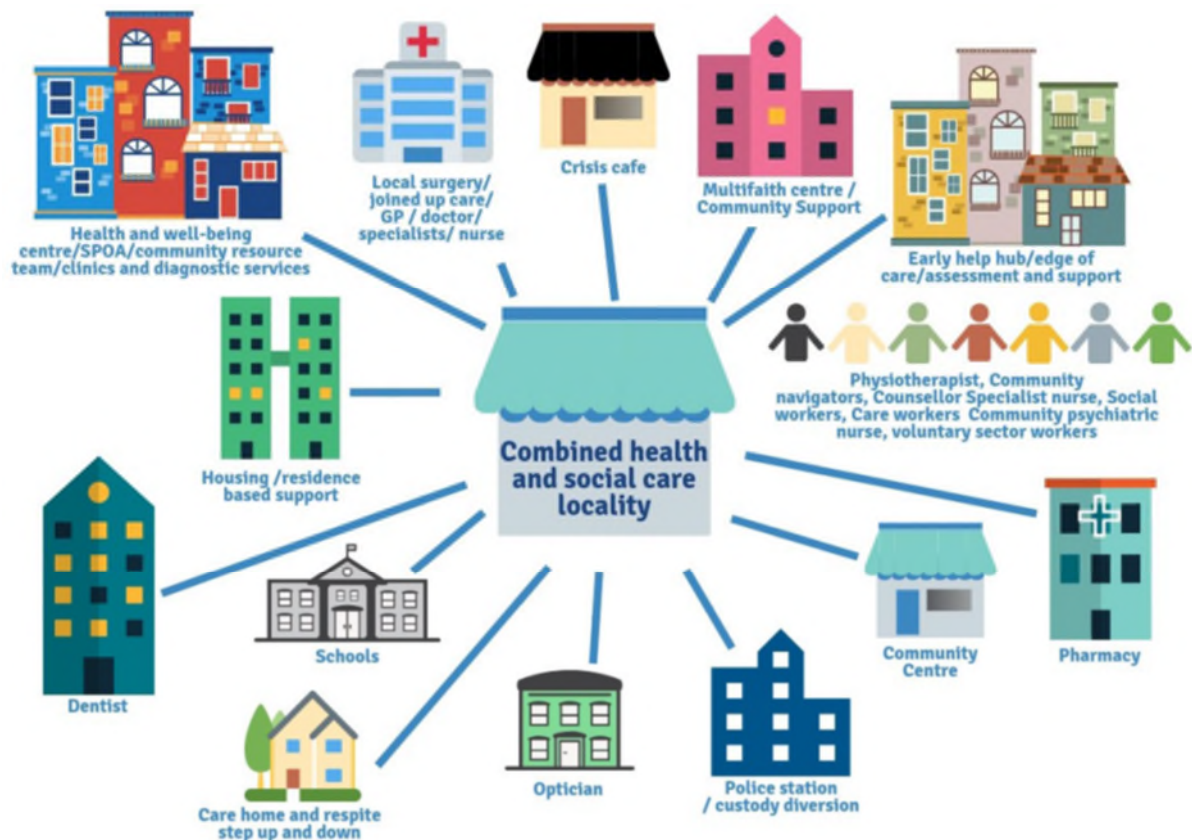 Crisis cafe
Local surgery/
joined up care/
GP / doctor/
specialists/ nurse
Multifaith centre /
Community Support
Health and well-being
centre/SPOA/community resource
team/clinics and diagnostic services
Early help hub/edge of
care/assessment and support
Physiotherapist, Community
navigators, Counsellor Specialist nurse, Social
workers, Care workers Community psychiatric
nurse, voluntary sector workers
Combined health
and social care
locality
Housing /residence
based support
Dentist
Schools
Community
Centre
Pharmacy
Care home and respite
step up and down
Optician
Police station
/ custody diversion